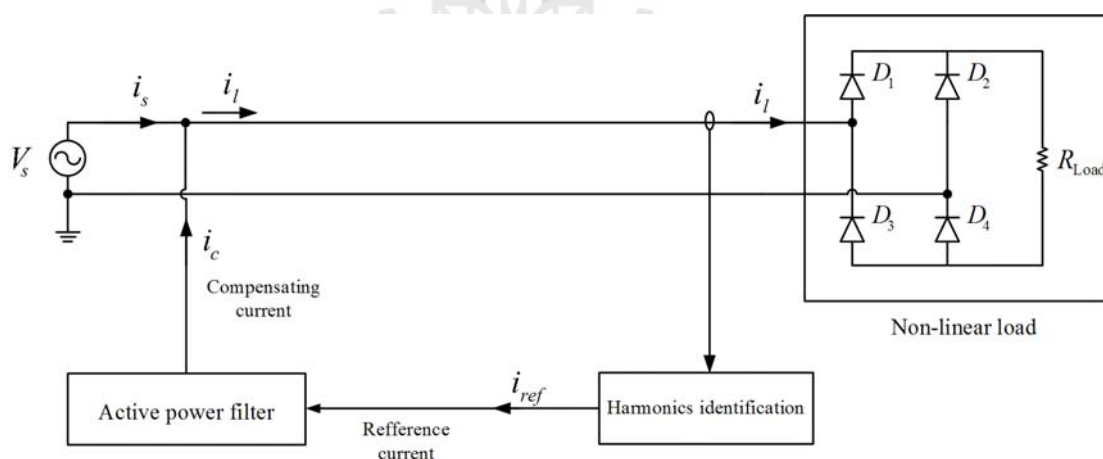 i_s
i_l
i_l
D_1
D_2
V_s
R_Load
D_3
D_4
i_c
Compensating
current
Non-linear load
Active power filter
i_ref
Refference
current
Harmonics identification